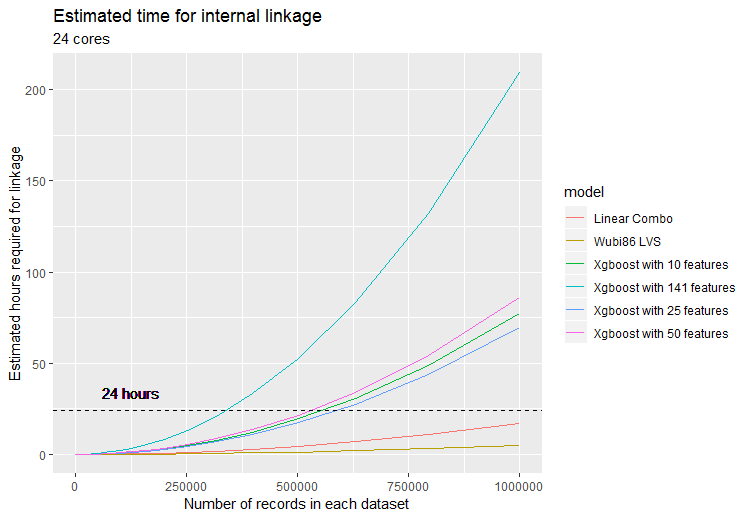 Estimated time for internal linkage
24 cores
Estimated hours required for linkage
200
150
100
50
0
24 hours
0
250000
500000
750000
1000000
Number of records in each dataset
model
Linear Combo
Wubi86 LVS
Xgboost with 10 features
Xgboost with 141 features
Xgboost with 25 features
Xgboost with 50 features